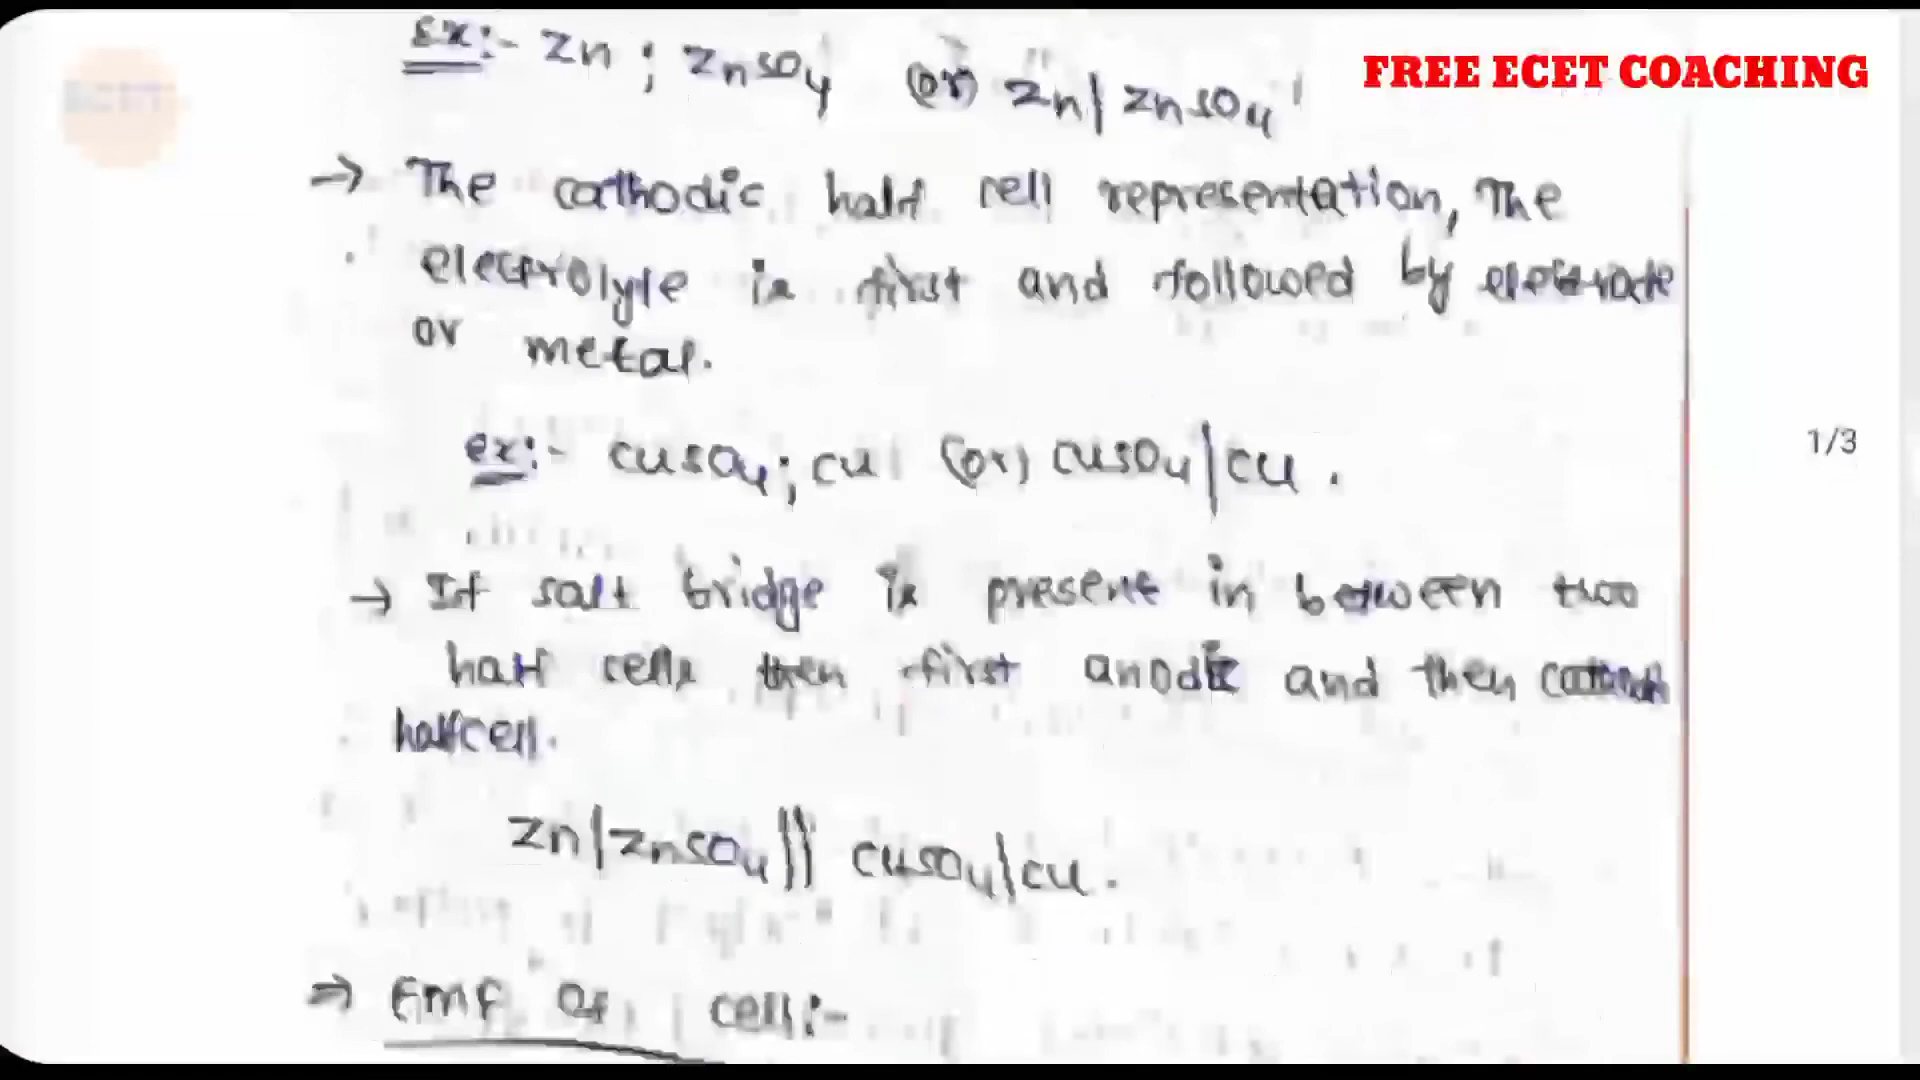 ex:- Zn ; ZnSO4 (or) Zn | ZnSO4
FREE ECET COACHING
ECET
→ The cathodic half cell representation, The
electrolyte is first and followed by electrode
or metal.
ex:- CuSO4 ; Cu (or) CuSO4 | Cu .
1/3
→ If salt bridge is present in between two
half cells then first anodic and then
halfcell.
Zn | ZnSO4 || CuSO4 | Cu .
⇒ EMF of cell:-